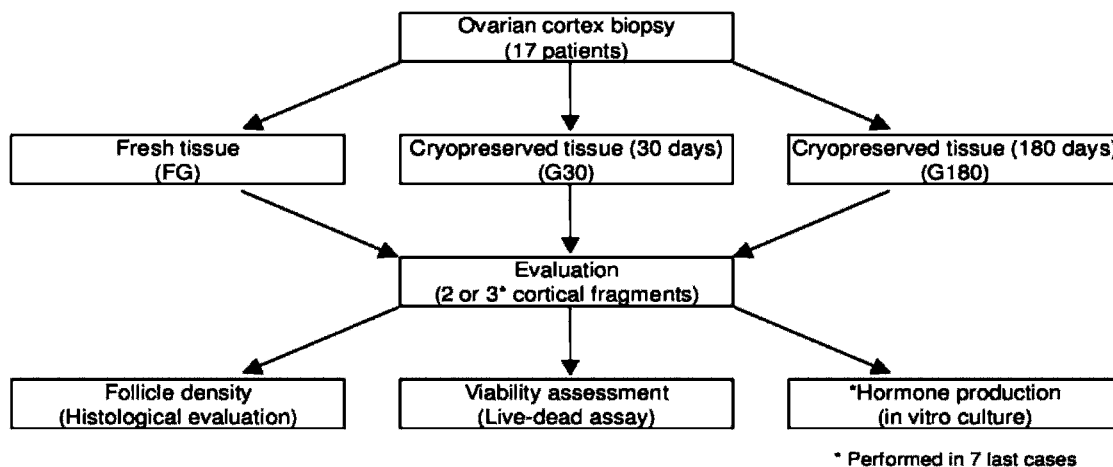 Ovarian cortex biopsy
(17 patients)
Fresh tissue
(FG)
Cryopreserved tissue (30 days)
(G30)
Cryopreserved tissue (180 days)
(G180)
Evaluation
(2 or 3* cortical fragments)
Follicle density
(Histological evaluation)
Viability assessment
(Live-dead assay)
*Hormone production
(in vitro culture)
* Performed in 7 last cases